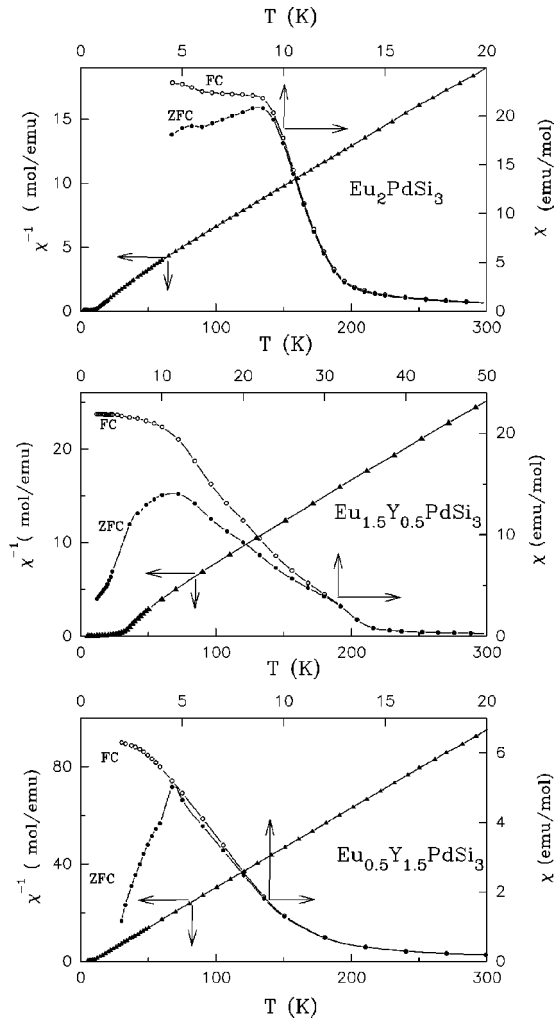 T (K)
0 5 10 15 20
FC
ZFC
15
10
5
0
χ⁻¹ ( mol/emu)
20
15
10
5
0
χ (emu/mol)
Eu₂PdSi₃
0 100 200 300
T (K)
0 10 20 30 40 50
FC
ZFC
20
10
0
χ⁻¹( mol/emu)
20
10
0
χ (emu/mol)
Eu₁.₅Y₀.₅PdSi₃
0 100 200 300
T (K)
0 5 10 15 20
FC
ZFC
80
40
0
χ⁻¹ ( mol/emu)
6
4
2
0
χ (emu/mol)
Eu₀.₅Y₁.₅PdSi₃
0 100 200 300
T (K)